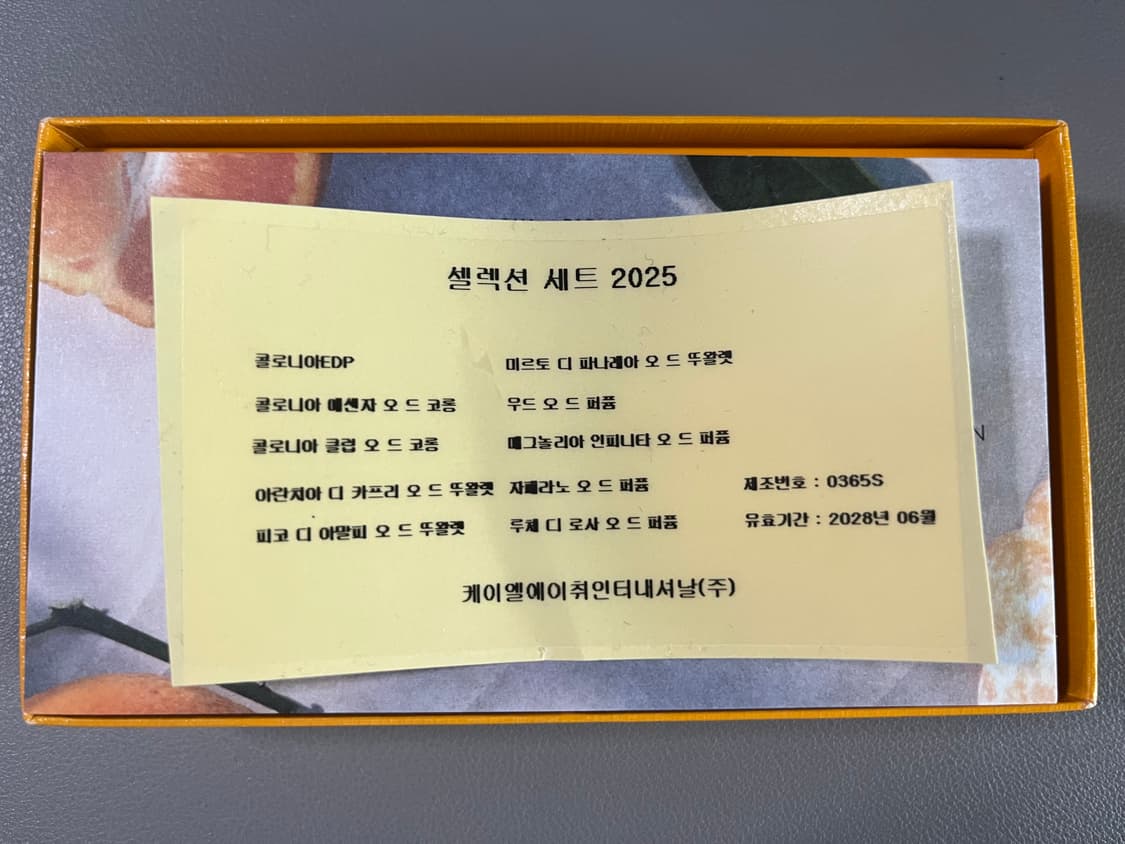 셀렉션 세트 2025
콜로니아EDP
미르토 디 파나레아 오 드 뚜왈렛
콜로니아 에센자 오 드 코롱
우드 오 드 퍼퓸
콜로니아 클럽 오 드 코롱
매그놀리아 인피니타 오 드 퍼퓸
아란치아 디 카프리 오 드 뚜왈렛
자페라노 오 드 퍼퓸
제조번호 : 0365S
피코 디 아말피 오 드 뚜왈렛
루체 디 로사 오 드 퍼퓸
유효기간 : 2028년 06월
케이엘에이취인터내셔날(주)